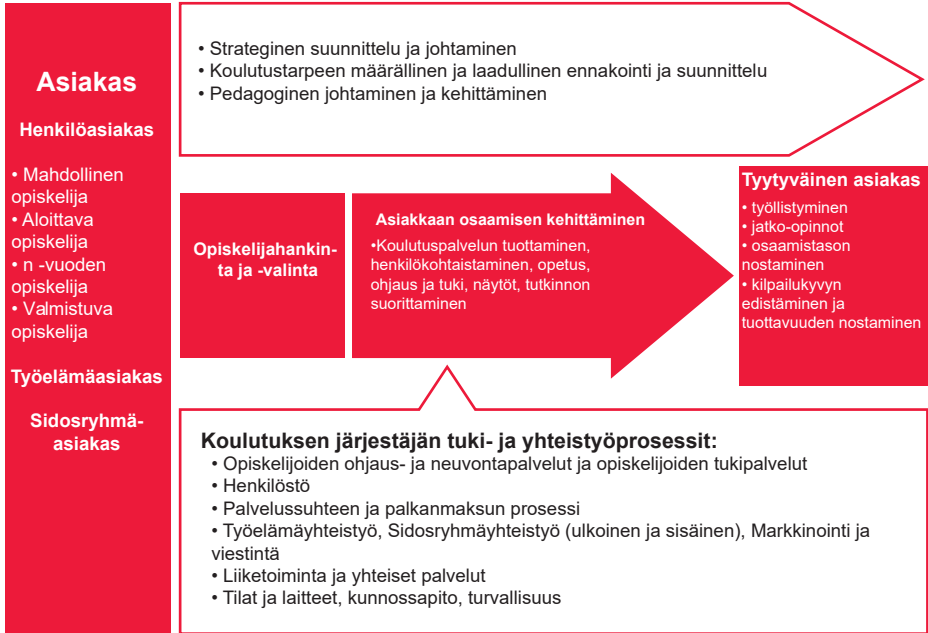 Asiakas
Henkilöasiakas
• Mahdollinen
opiskelija
• Aloittava
opiskelija
• n -vuoden
opiskelija
• Valmistuva
opiskelija
Työelämäasiakas
Sidosryhmä-
asiakas
• Strateginen suunnittelu ja johtaminen
• Koulutustarpeen määrällinen ja laadullinen ennakointi ja suunnittelu
• Pedagoginen johtaminen ja kehittäminen
Opiskelijahankin-
ta ja -valinta
Asiakkaan osaamisen kehittäminen
•Koulutuspalvelun tuottaminen,
henkilökohtaistaminen, opetus,
ohjaus ja tuki, näytöt, tutkinnon
suorittaminen
Tyytyväinen asiakas
• työllistyminen
• jatko-opinnot
• osaamistason
nostaminen
• kilpailukyvyn
edistäminen ja
tuottavuuden nostaminen
Koulutuksen järjestäjän tuki- ja yhteistyöprosessit:
• Opiskelijoiden ohjaus- ja neuvontapalvelut ja opiskelijoiden tukipalvelut
• Henkilöstö
• Palvelussuhteen ja palkanmaksun prosessi
• Työelämäyhteistyö, Sidosryhmäyhteistyö (ulkoinen ja sisäinen), Markkinointi ja
viestintä
• Liiketoiminta ja yhteiset palvelut
• Tilat ja laitteet, kunnossapito, turvallisuus